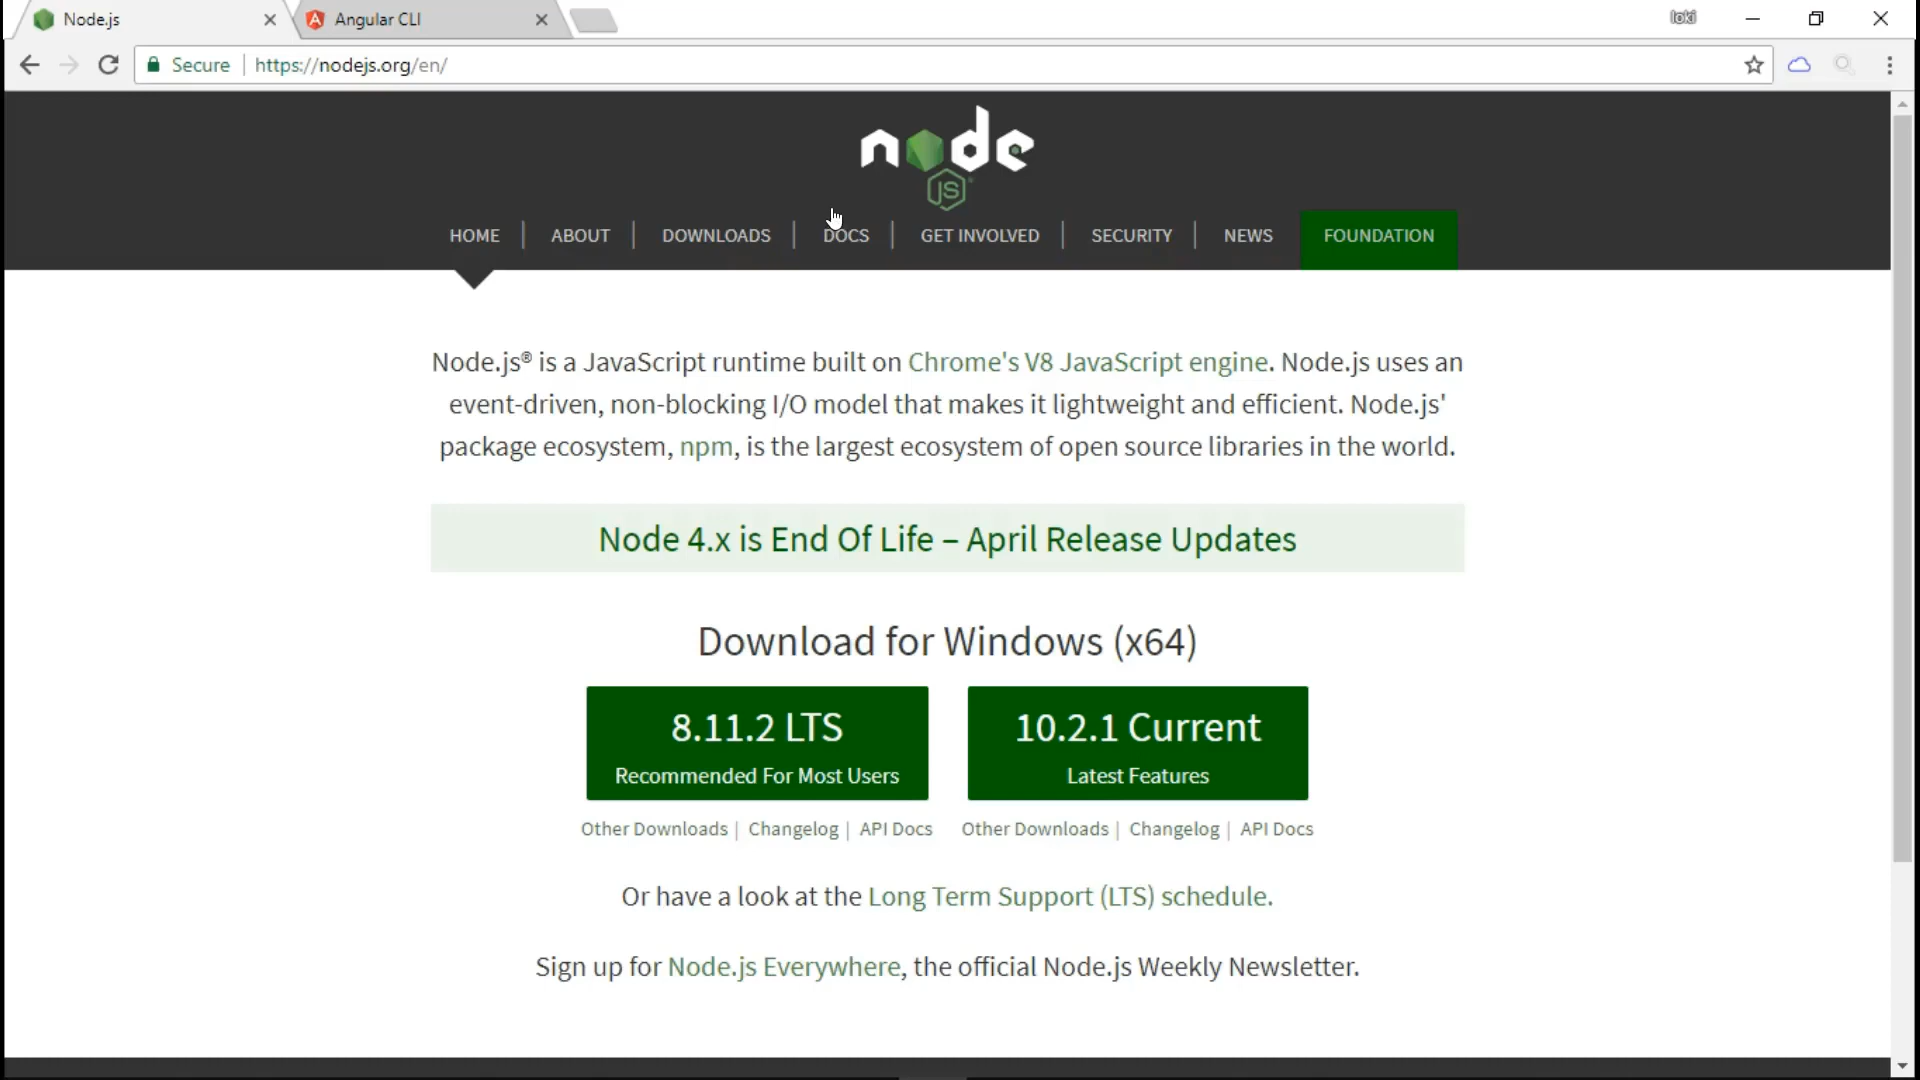 Node.js
Angular CLI
loki
Secure
https://nodejs.org/en/
node
JS
HOME
ABOUT
DOWNLOADS
DOCS
GET INVOLVED
SECURITY
NEWS
FOUNDATION
Node.js® is a JavaScript runtime built on Chrome's V8 JavaScript engine. Node.js uses an
event-driven, non-blocking I/O model that makes it lightweight and efficient. Node.js'
package ecosystem, npm, is the largest ecosystem of open source libraries in the world.
Node 4.x is End Of Life – April Release Updates
Download for Windows (x64)
8.11.2 LTS
Recommended For Most Users
10.2.1 Current
Latest Features
Other Downloads | Changelog | API Docs
Other Downloads | Changelog | API Docs
Or have a look at the Long Term Support (LTS) schedule.
Sign up for Node.js Everywhere, the official Node.js Weekly Newsletter.